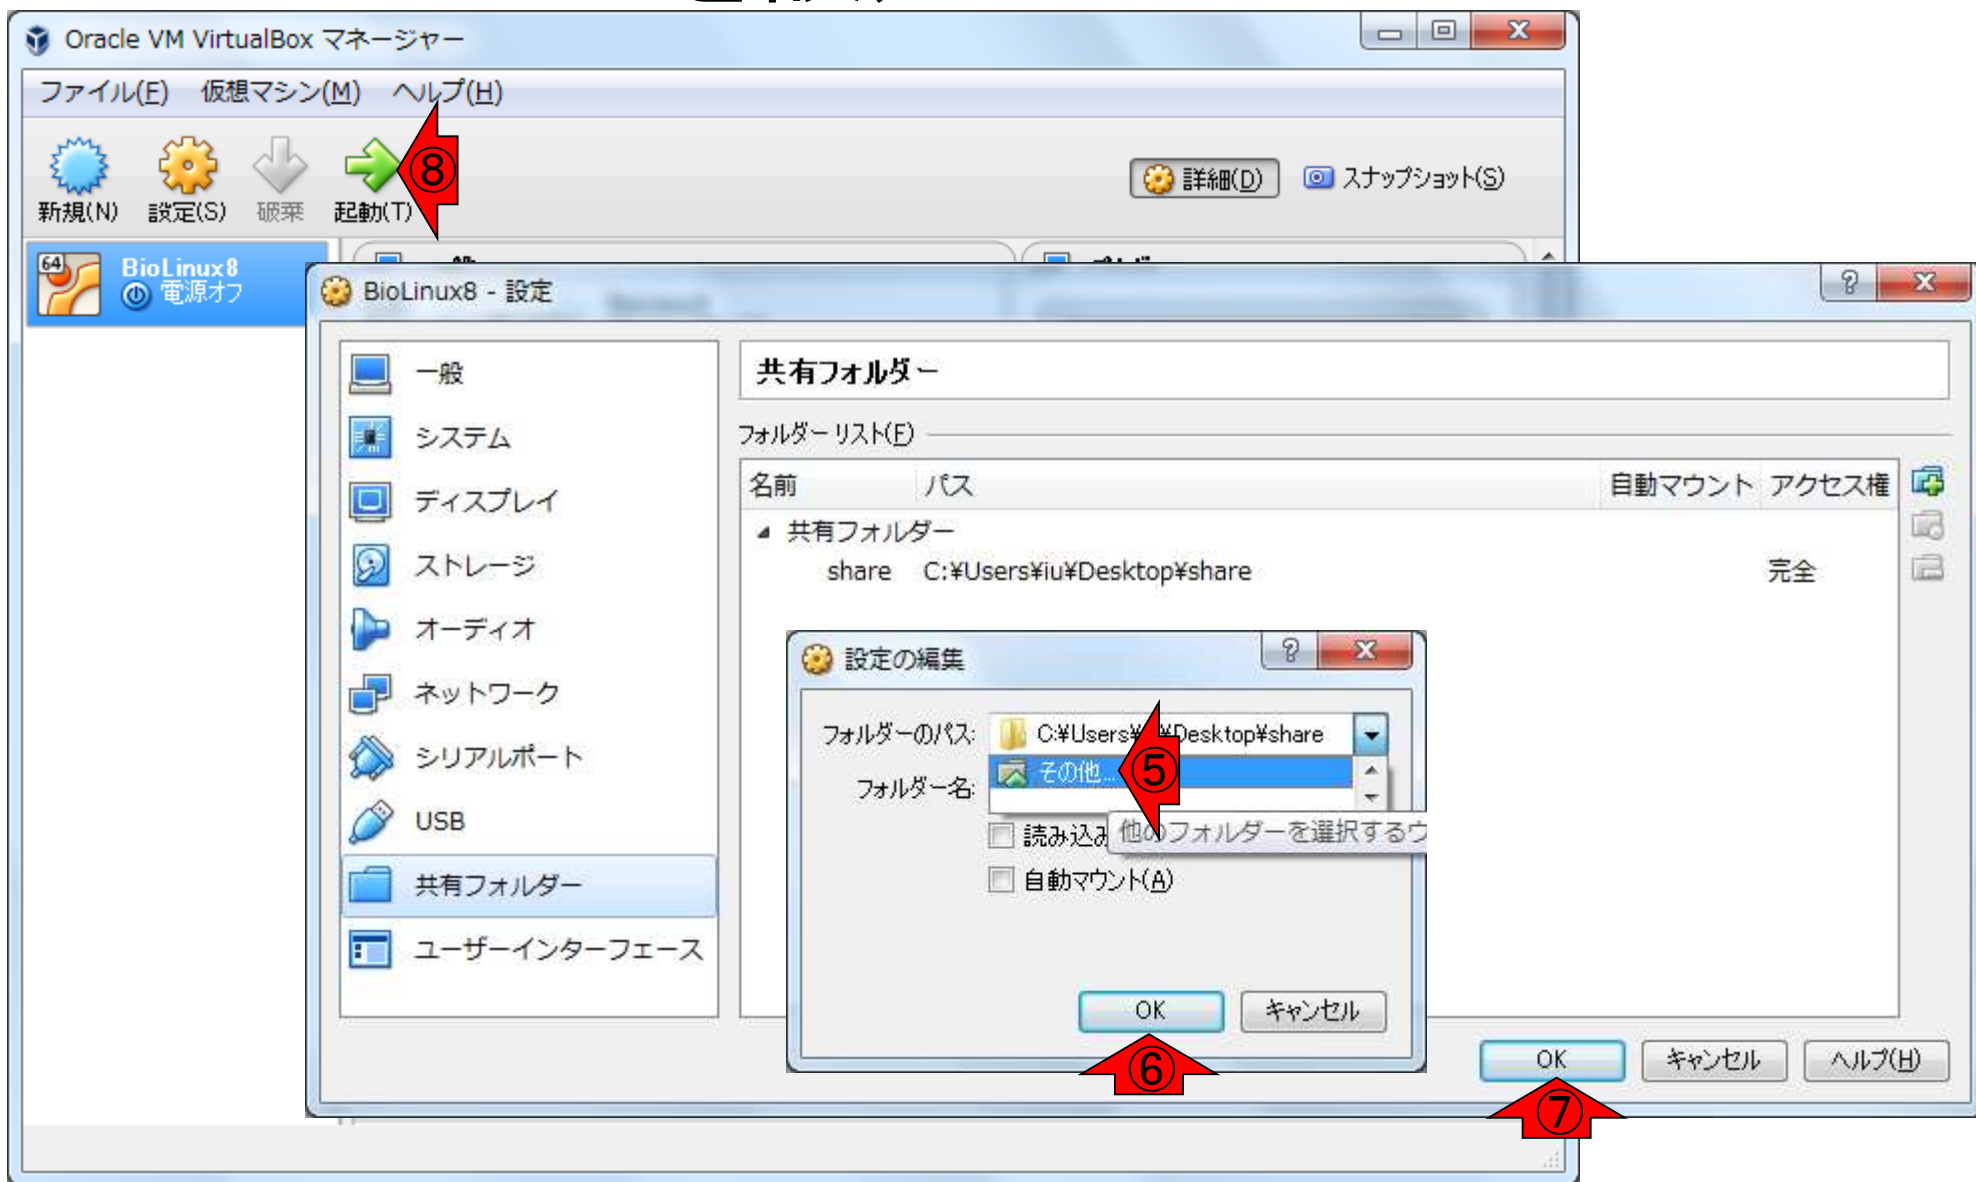 Oracle VM VirtualBox マネージャー
ファイル(F) 仮想マシン(M) ヘルプ(H)
新規(N) 設定(S) 破棄 起動(T)
⑧
詳細(D) スナップショット(S)
64
BioLinux8
電源オフ
BioLinux8 - 設定
一般
システム
ディスプレイ
ストレージ
オーディオ
ネットワーク
シリアルポート
USB
共有フォルダー
ユーザーインターフェース
共有フォルダー
フォルダーリスト(F)
名前 パス 自動マウント アクセス権
共有フォルダー
share C:¥Users¥iu¥Desktop¥share 完全
設定の編集
フォルダーのパス: C:¥Users¥ ¥Desktop¥share
その他...
⑤
フォルダー名:
読み込み
他のフォルダーを選択するウ
自動マウント(A)
OK キャンセル
⑥
OK キャンセル ヘルプ(H)
⑦